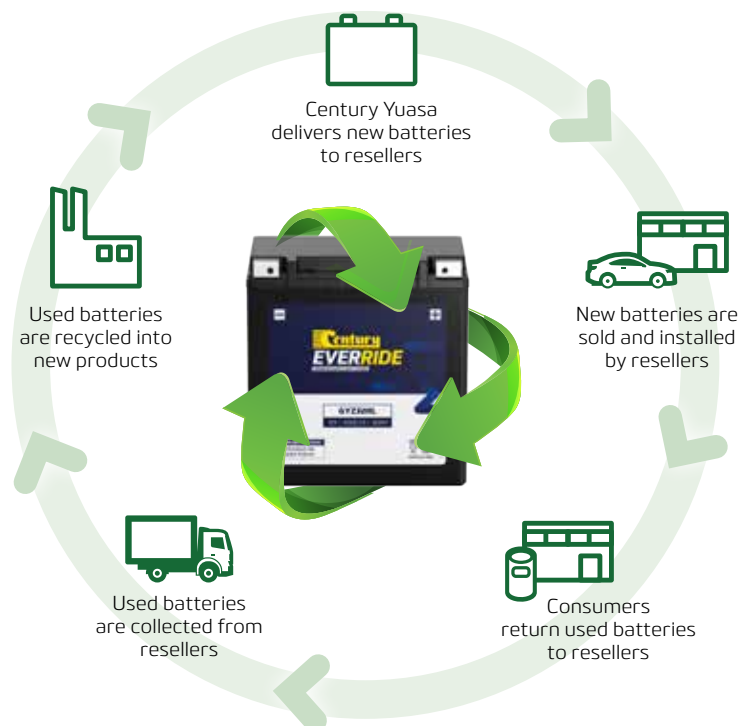 Century Yuasa
delivers new batteries
to resellers
New batteries are
sold and installed
by resellers
Consumers
return used batteries
to resellers
Used batteries
are collected from
resellers
Used batteries
are recycled into
new products
Century
EVERRIDE